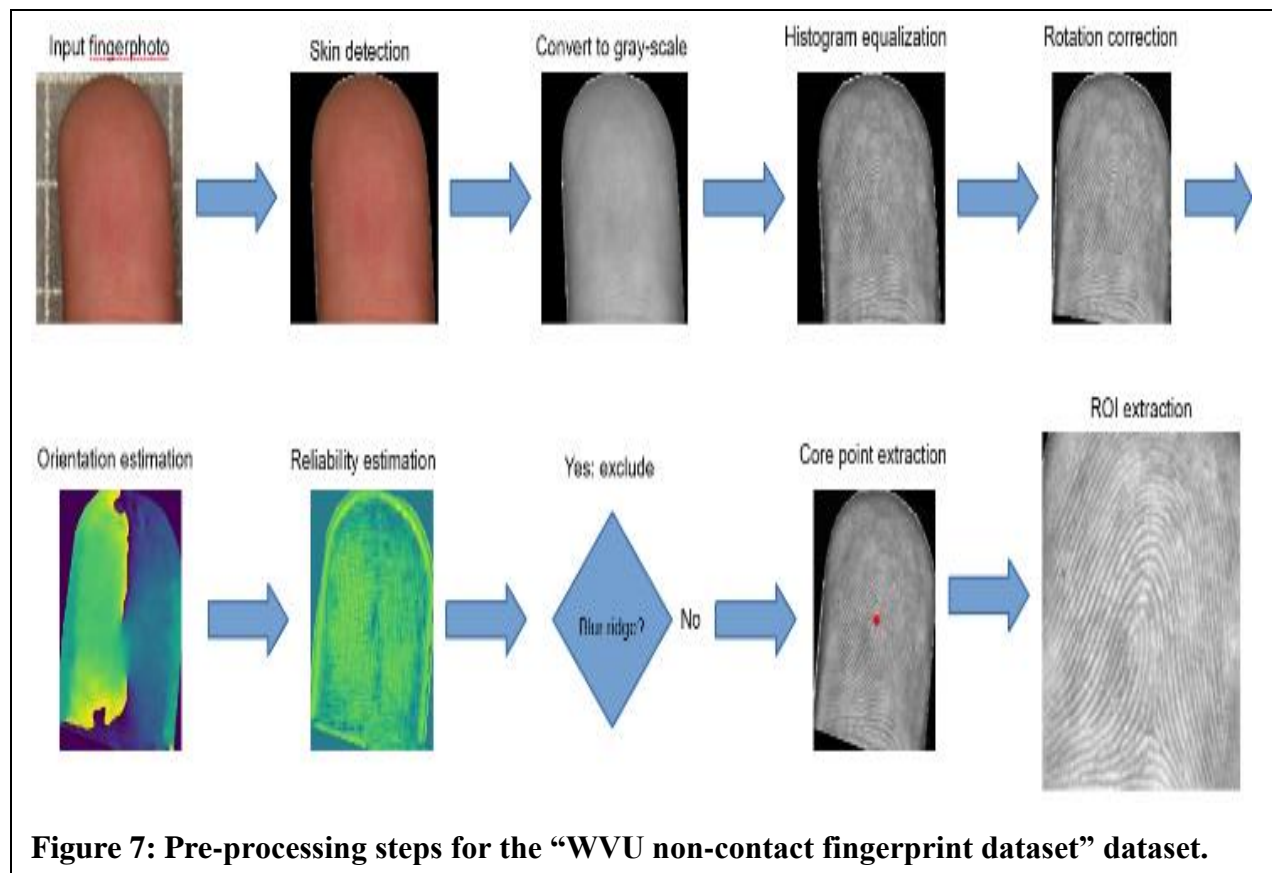 Input fingerphoto
Skin detection
Convert to gray-scale
Histogram equalization
Rotation correction
Orientation estimation
Reliability estimation
Yes: exclude
Core point extraction
ROI extraction
Blur ridge?
No
Figure 7: Pre-processing steps for the “WVU non-contact fingerprint dataset” dataset.